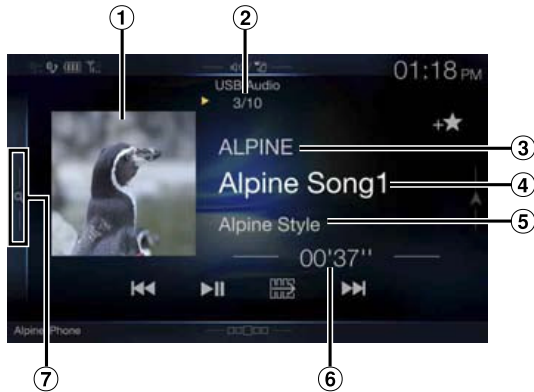 1
2
01:18 PM
USB Audio
3/10
+★
ALPINE
3
Alpine Song1
4
Alpine Style
5
00'37''
Alpine Phone
7
6